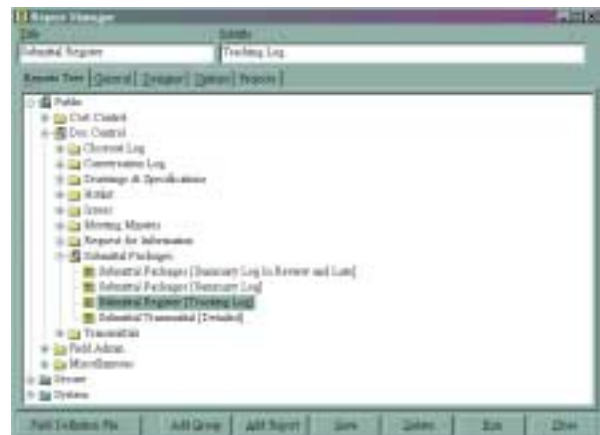 Report Manager
Title Subtitle
Submittal Register Tracking Log
Reports Tree General Designer Options Projects
Public
Cost Control
Doc Control
Closeout Log
Conversation Log
Drawings & Specifications
Issues
Meeting Minutes
Request for Information
Submittal Packages
Submittal Packages [Summary Log In Review and Late]
Submittal Packages [Summary Log]
Submittal Register [Tracking Log]
Submittal Transmittal [Detailed]
Transmittals
Field Admin
Miscellaneous
Secure
System
Add Group Add Report Save Delete Run Close